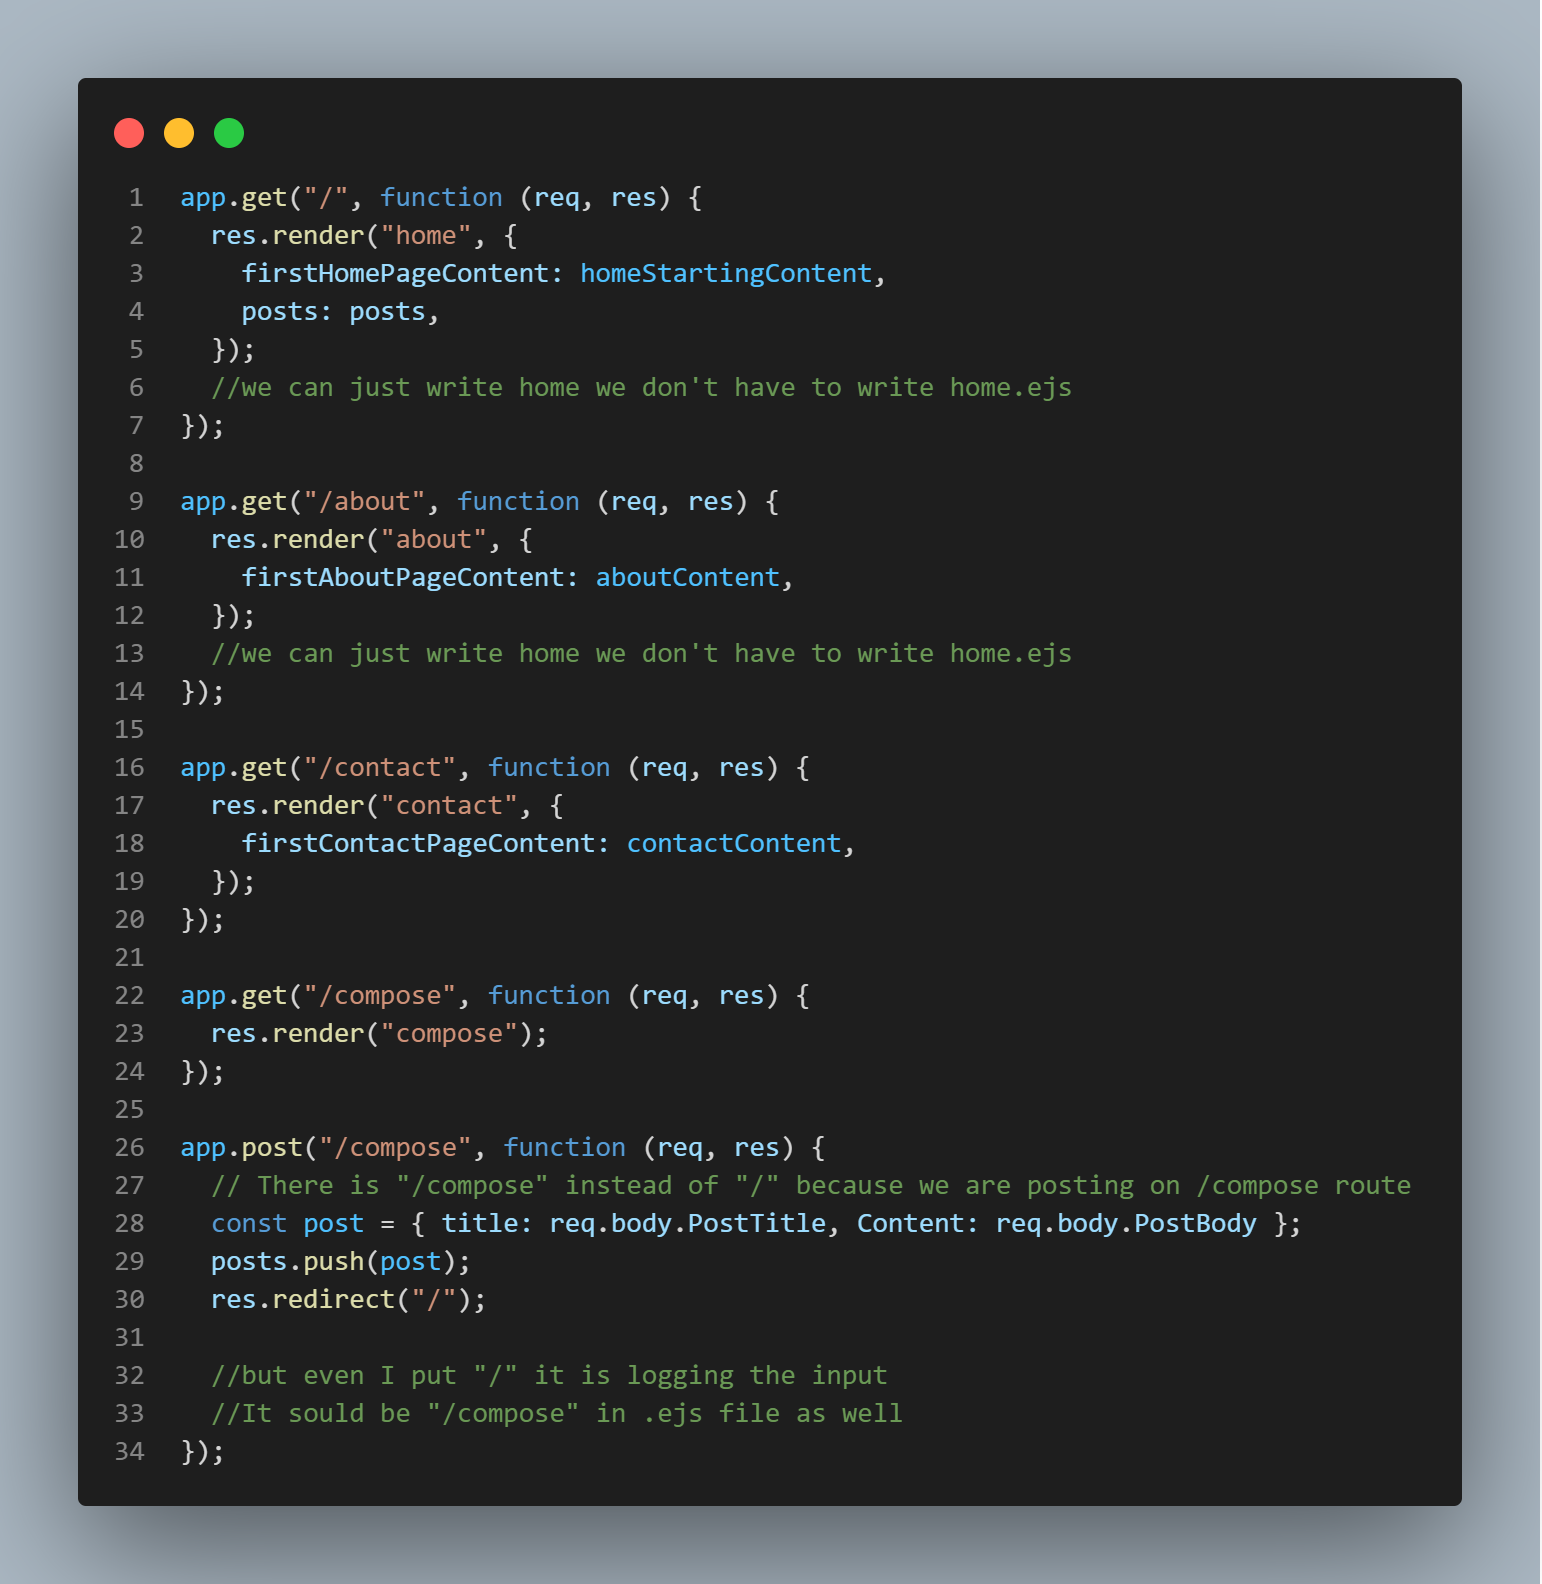 1 app.get("/", function (req, res) {
2   res.render("home", {
3     firstHomePageContent: homeStartingContent,
4     posts: posts,
5   });
6   //we can just write home we don't have to write home.ejs
7 });
8
9 app.get("/about", function (req, res) {
10   res.render("about", {
11     firstAboutPageContent: aboutContent,
12   });
13   //we can just write home we don't have to write home.ejs
14 });
15
16 app.get("/contact", function (req, res) {
17   res.render("contact", {
18     firstContactPageContent: contactContent,
19   });
20 });
21
22 app.get("/compose", function (req, res) {
23   res.render("compose");
24 });
25
26 app.post("/compose", function (req, res) {
27   // There is "/compose" instead of "/" because we are posting on /compose route
28   const post = { title: req.body.PostTitle, Content: req.body.PostBody };
29   posts.push(post);
30   res.redirect("/");
31
32   //but even I put "/" it is logging the input
33   //It sould be "/compose" in .ejs file as well
34 });